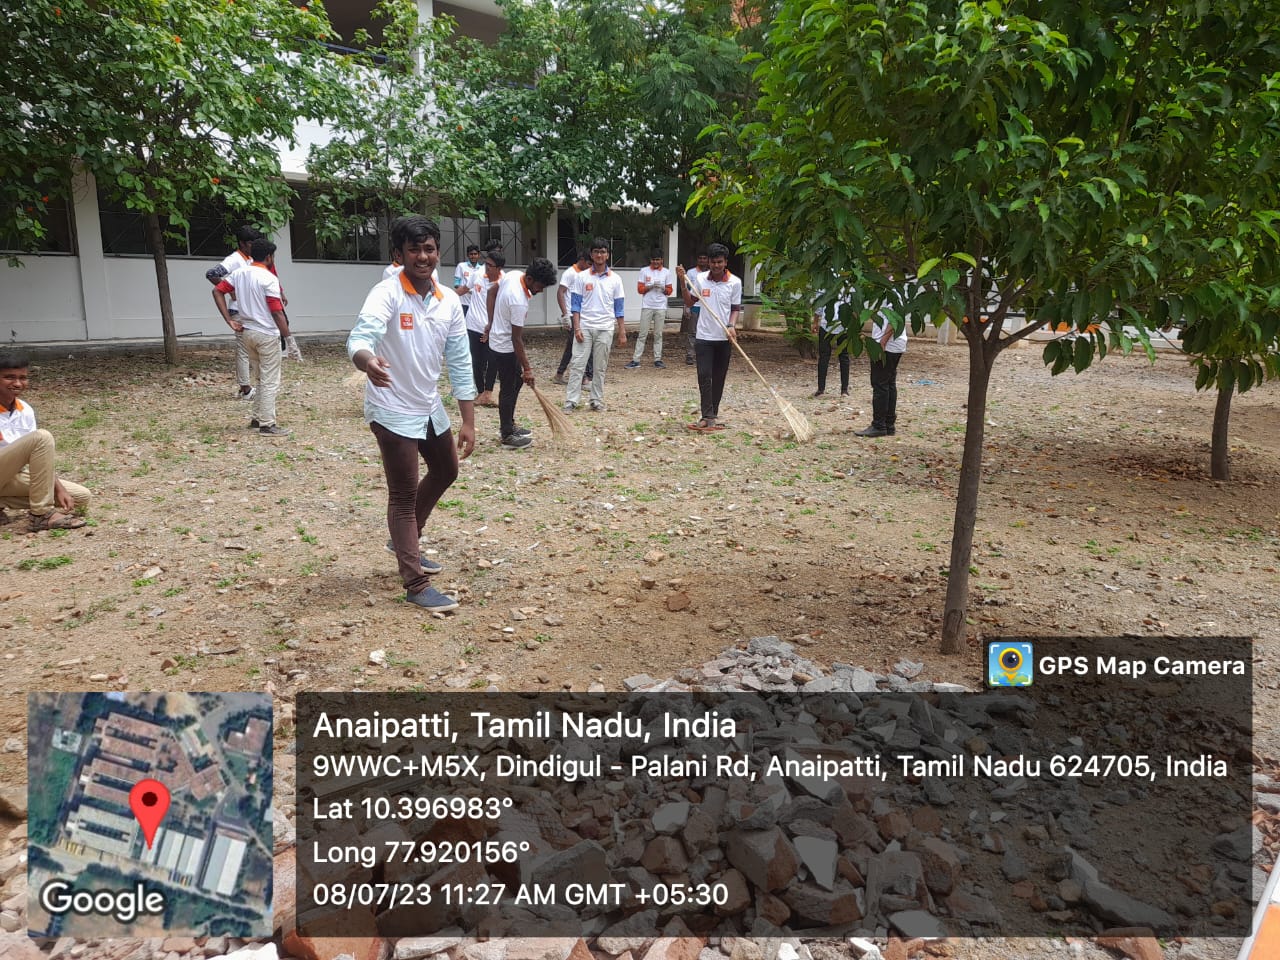 GPS Map Camera
Anaipatti, Tamil Nadu, India
9WWC+M5X, Dindigul - Palani Rd, Anaipatti, Tamil Nadu 624705, India
Lat 10.396983°
Long 77.920156°
08/07/23 11:27 AM GMT +05:30
Google